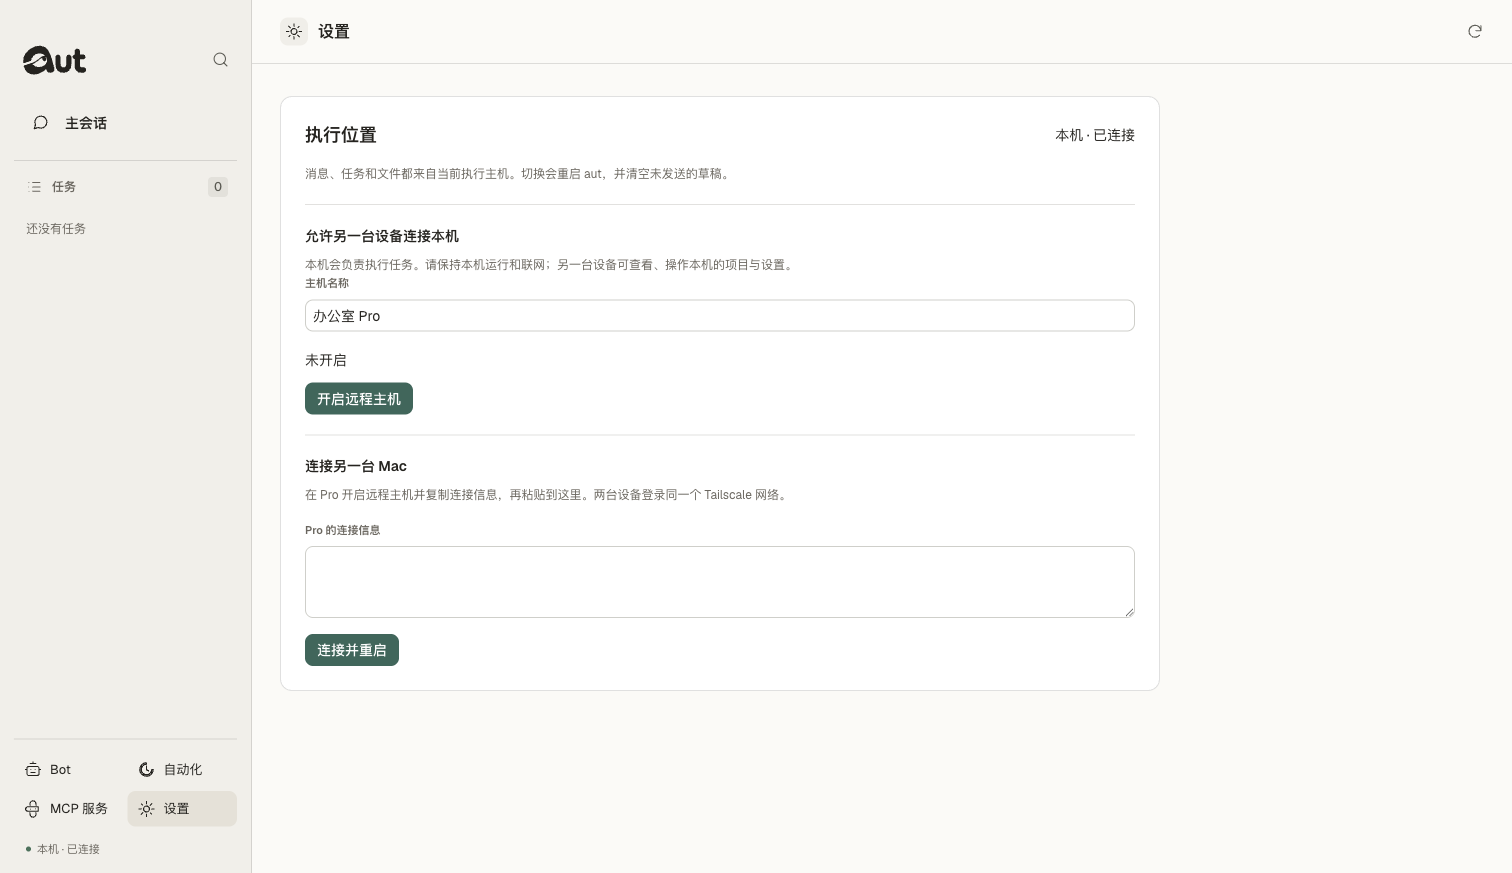 aut
主会话
任务
0
还没有任务
Bot
自动化
MCP 服务
设置
本机 · 已连接
设置
执行位置
本机 · 已连接
消息、任务和文件都来自当前执行主机。切换会重启 aut，并清空未发送的草稿。
允许另一台设备连接本机
本机会负责执行任务。请保持本机运行和联网；另一台设备可查看、操作本机的项目与设置。
主机名称
办公室 Pro
未开启
开启远程主机
连接另一台 Mac
在 Pro 开启远程主机并复制连接信息，再粘贴到这里。两台设备登录同一个 Tailscale 网络。
Pro 的连接信息
连接并重启